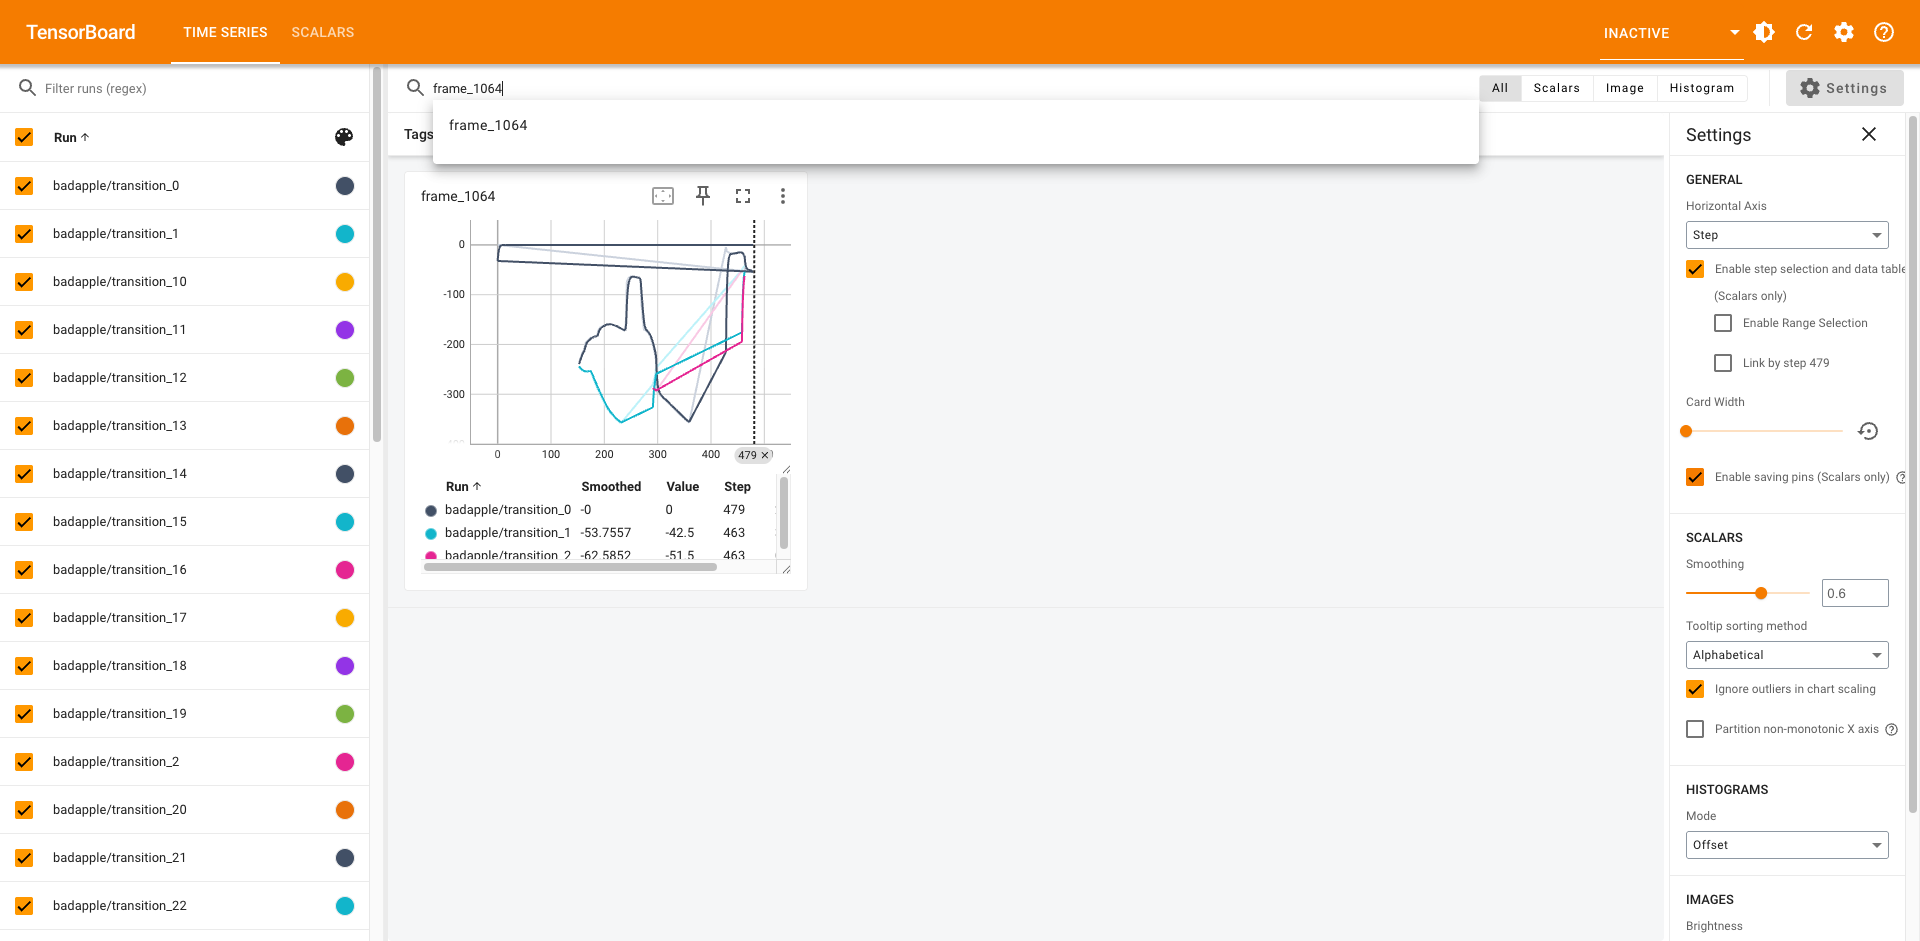 TensorBoard
TIME SERIES
SCALARS
INACTIVE
Filter runs (regex)
frame_1064
All
Scalars
Image
Histogram
Settings
frame_1064
Run
Tags
badapple/transition_0
badapple/transition_1
badapple/transition_10
badapple/transition_11
badapple/transition_12
badapple/transition_13
badapple/transition_14
badapple/transition_15
badapple/transition_16
badapple/transition_17
badapple/transition_18
badapple/transition_19
badapple/transition_2
badapple/transition_20
badapple/transition_21
badapple/transition_22
frame_1064
0
-100
-200
-300
0 100 200 300 400 479
Run Smoothed Value Step
badapple/transition_0 -0 0 479
badapple/transition_1 -53.7557 -42.5 463
badapple/transition_2 -62.5852 -51.5 463
Settings
GENERAL
Horizontal Axis
Step
Enable step selection and data table
(Scalars only)
Enable Range Selection
Link by step 479
Card Width
Enable saving pins (Scalars only)
SCALARS
Smoothing
0.6
Tooltip sorting method
Alphabetical
Ignore outliers in chart scaling
Partition non-monotonic X axis
HISTOGRAMS
Mode
Offset
IMAGES
Brightness